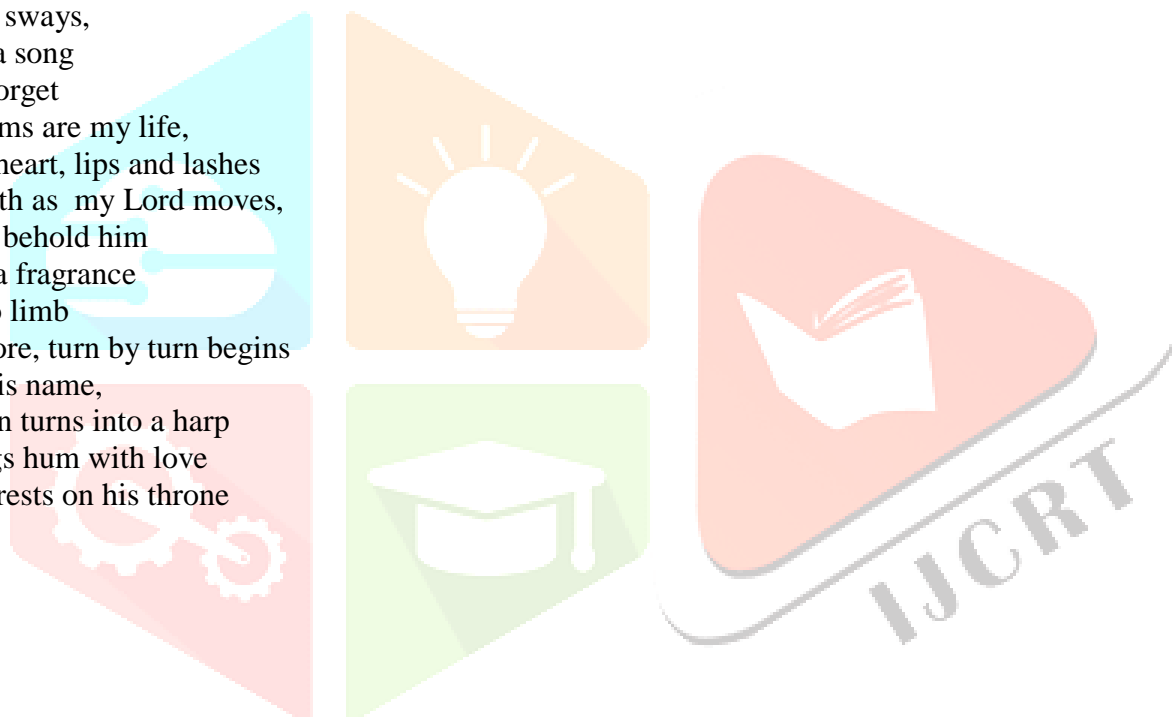 sways,
a song
orget
ms are my life,
heart, lips and lashes
th as my Lord moves,
behold him
a fragrance
limb
ore, turn by turn begins
is name,
n turns into a harp
gs hum with love
rests on his throne
IJCRT